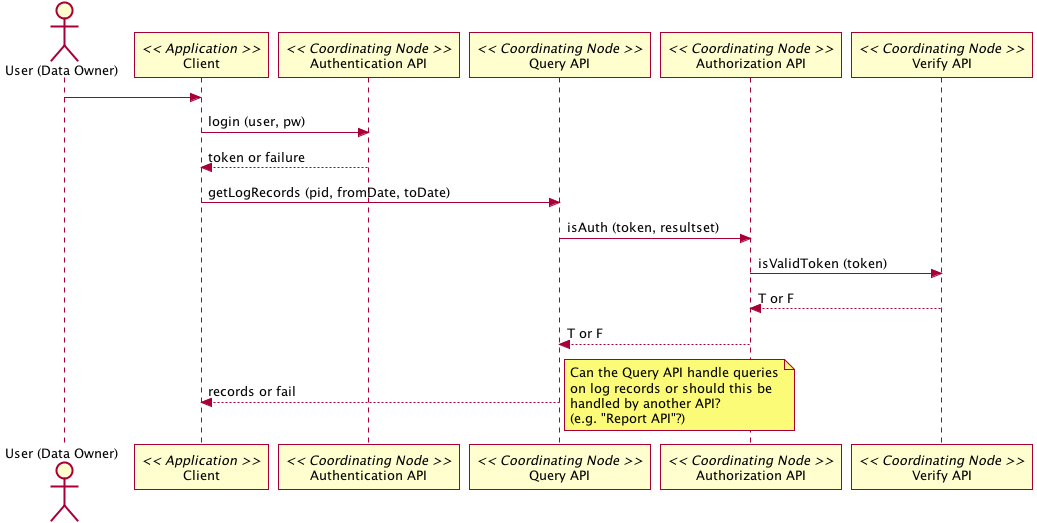 User (Data Owner)
<< Application >>
Client
<< Coordinating Node >>
Authentication API
<< Coordinating Node >>
Query API
<< Coordinating Node >>
Authorization API
<< Coordinating Node >>
Verify API
login (user, pw)
token or failure
getLogRecords (pid, fromDate, toDate)
isAuth (token, resultset)
isValidToken (token)
T or F
T or F
Can the Query API handle queries
on log records or should this be
handled by another API?
(e.g. "Report API"?)
records or fail
User (Data Owner)
<< Application >>
Client
<< Coordinating Node >>
Authentication API
<< Coordinating Node >>
Query API
<< Coordinating Node >>
Authorization API
<< Coordinating Node >>
Verify API